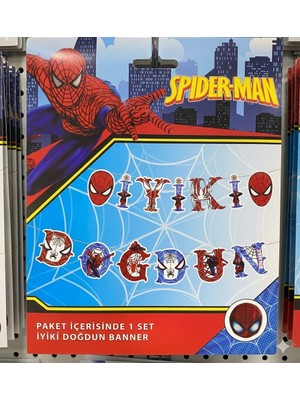 SPIDER-MAN
İYİKİ
DOĞDUN
PAKET İÇERİSİNDE 1 SET
İYİKİ DOĞDUN BANNER